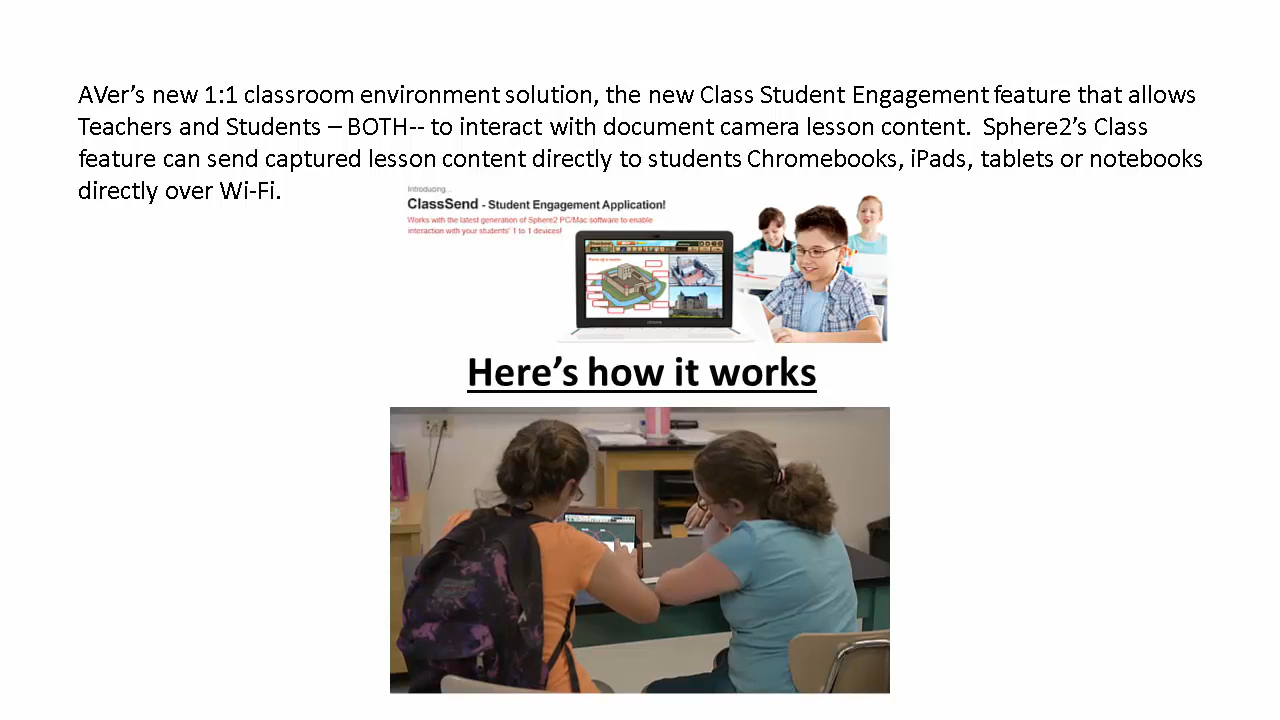 AVer’s new 1:1 classroom environment solution, the new Class Student Engagement feature that allows
Teachers and Students – BOTH-- to interact with document camera lesson content.  Sphere2’s Class
feature can send captured lesson content directly to students Chromebooks, iPads, tablets or notebooks
directly over Wi-Fi.
Introducing...
ClassSend - Student Engagement Application!
Works with the latest generation of Sphere2 PC/Mac software to enable
interaction with your students' 1 to 1 devices!
Here’s how it works